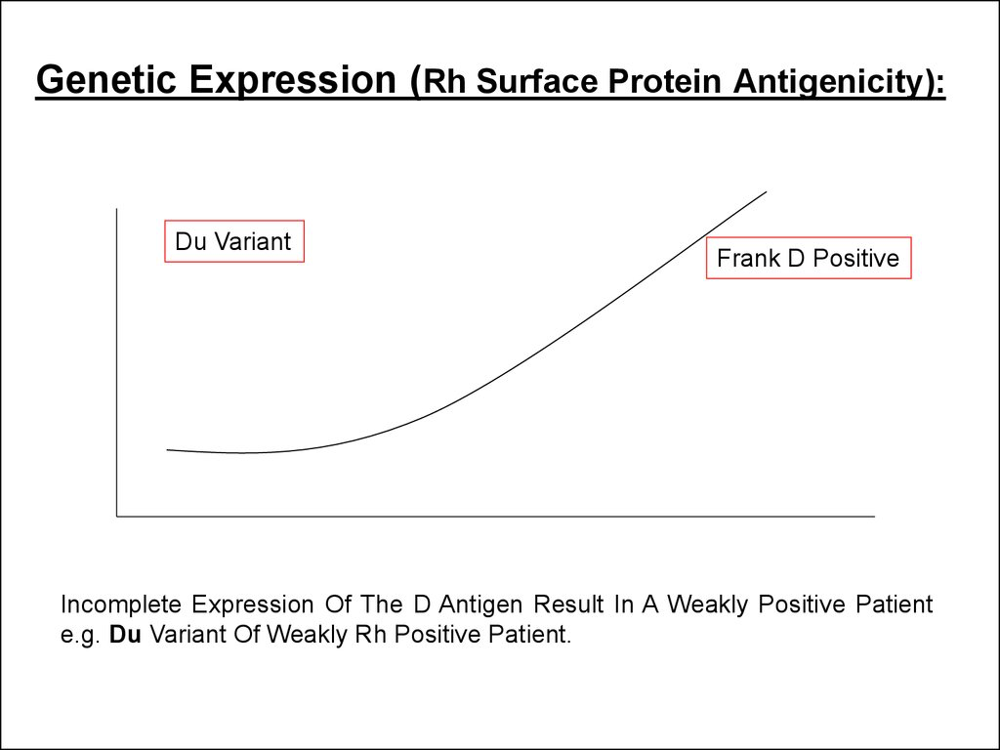 Genetic Expression (Rh Surface Protein Antigenicity):
Du Variant
Frank D Positive
Incomplete Expression Of The D Antigen Result In A Weakly Positive Patient
e.g. Du Variant Of Weakly Rh Positive Patient.